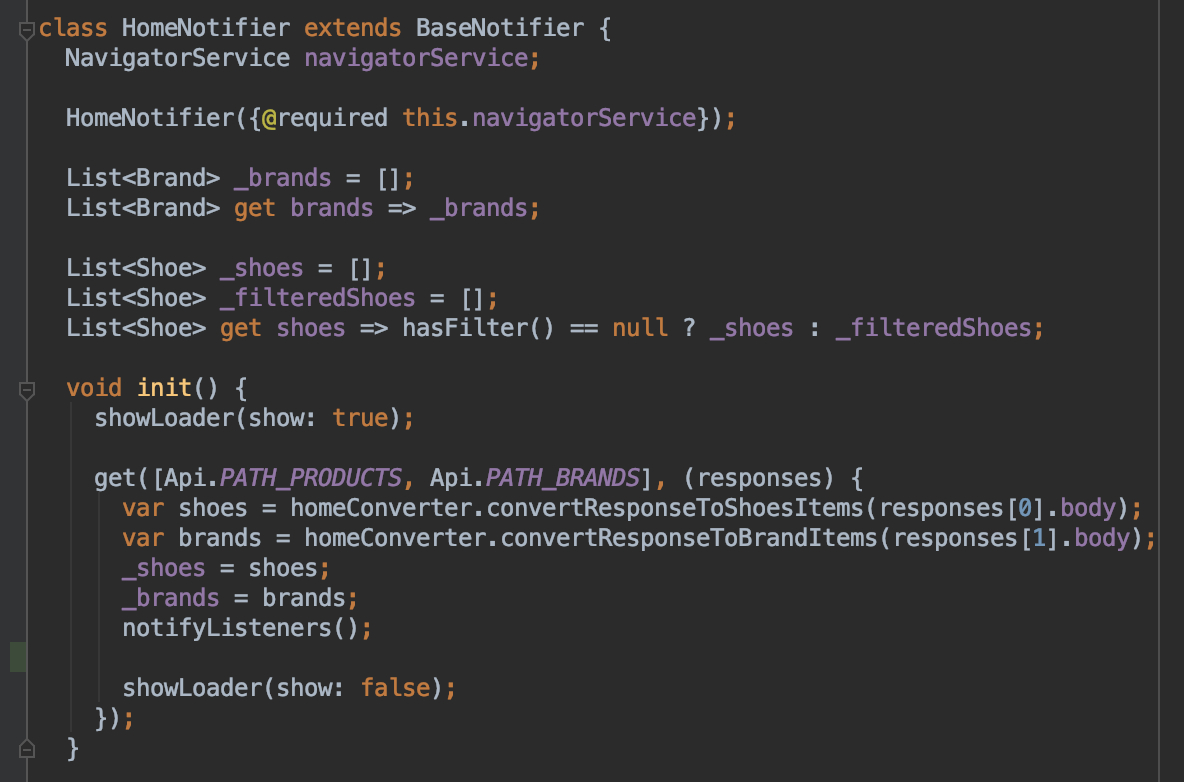 class HomeNotifier extends BaseNotifier {
NavigatorService navigatorService;
HomeNotifier({@required this.navigatorService});
List<Brand> _brands = [];
List<Brand> get brands => _brands;
List<Shoe> _shoes = [];
List<Shoe> _filteredShoes = [];
List<Shoe> get shoes => hasFilter() == null ? _shoes : _filteredShoes;
void init() {
showLoader(show: true);
get([Api.PATH_PRODUCTS, Api.PATH_BRANDS], (responses) {
var shoes = homeConverter.convertResponseToShoesItems(responses[0].body);
var brands = homeConverter.convertResponseToBrandItems(responses[1].body);
_shoes = shoes;
_brands = brands;
notifyListeners();
showLoader(show: false);
});
}